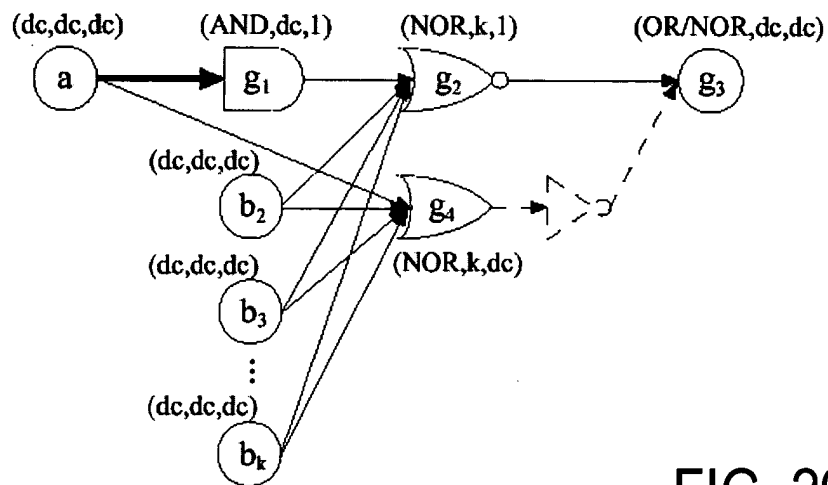 (dc,dc,dc) (AND,dc,1) (NOR,k,1) (OR/NOR,dc,dc)
a g₁ g₂ g₃
(dc,dc,dc)
b₂ g₄
(dc,dc,dc) (NOR,k,dc)
b₃
⋮
(dc,dc,dc)
bₖ